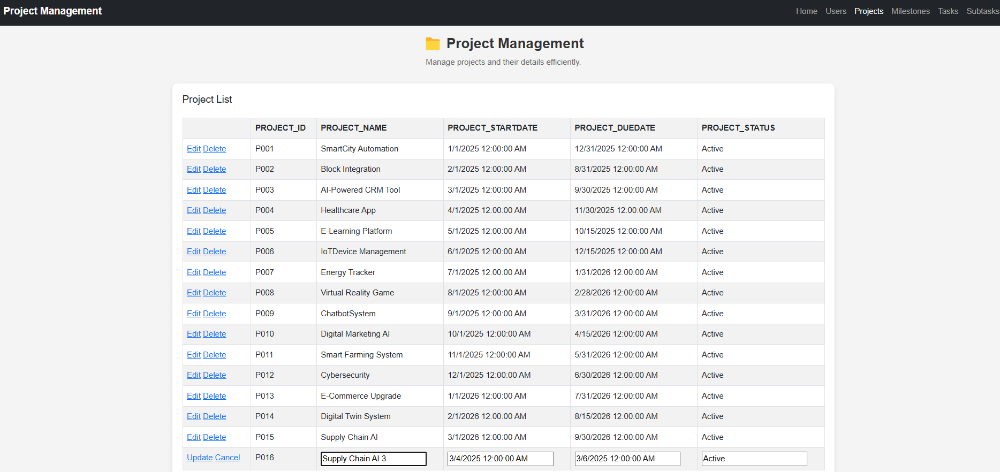 Project Management Home Users Projects Milestones Tasks Subtasks
Project Management
Manage projects and their details efficiently.
Project List
PROJECT_ID PROJECT_NAME PROJECT_STARTDATE PROJECT_DUEDATE PROJECT_STATUS
Edit Delete P001 SmartCity Automation 1/1/2025 12:00:00 AM 12/31/2025 12:00:00 AM Active
Edit Delete P002 Block Integration 2/1/2025 12:00:00 AM 8/31/2025 12:00:00 AM Active
Edit Delete P003 AI-Powered CRM Tool 3/1/2025 12:00:00 AM 9/30/2025 12:00:00 AM Active
Edit Delete P004 Healthcare App 4/1/2025 12:00:00 AM 11/30/2025 12:00:00 AM Active
Edit Delete P005 E-Learning Platform 5/1/2025 12:00:00 AM 10/15/2025 12:00:00 AM Active
Edit Delete P006 IoTDevice Management 6/1/2025 12:00:00 AM 12/15/2025 12:00:00 AM Active
Edit Delete P007 Energy Tracker 7/1/2025 12:00:00 AM 1/31/2026 12:00:00 AM Active
Edit Delete P008 Virtual Reality Game 8/1/2025 12:00:00 AM 2/28/2026 12:00:00 AM Active
Edit Delete P009 ChatbotSystem 9/1/2025 12:00:00 AM 3/31/2026 12:00:00 AM Active
Edit Delete P010 Digital Marketing AI 10/1/2025 12:00:00 AM 4/15/2026 12:00:00 AM Active
Edit Delete P011 Smart Farming System 11/1/2025 12:00:00 AM 5/31/2026 12:00:00 AM Active
Edit Delete P012 Cybersecurity 12/1/2025 12:00:00 AM 6/30/2026 12:00:00 AM Active
Edit Delete P013 E-Commerce Upgrade 1/1/2026 12:00:00 AM 7/31/2026 12:00:00 AM Active
Edit Delete P014 Digital Twin System 2/1/2026 12:00:00 AM 8/15/2026 12:00:00 AM Active
Edit Delete P015 Supply Chain AI 3/1/2026 12:00:00 AM 9/30/2026 12:00:00 AM Active
Update Cancel P016 Supply Chain AI 3 3/4/2025 12:00:00 AM 3/6/2025 12:00:00 AM Active